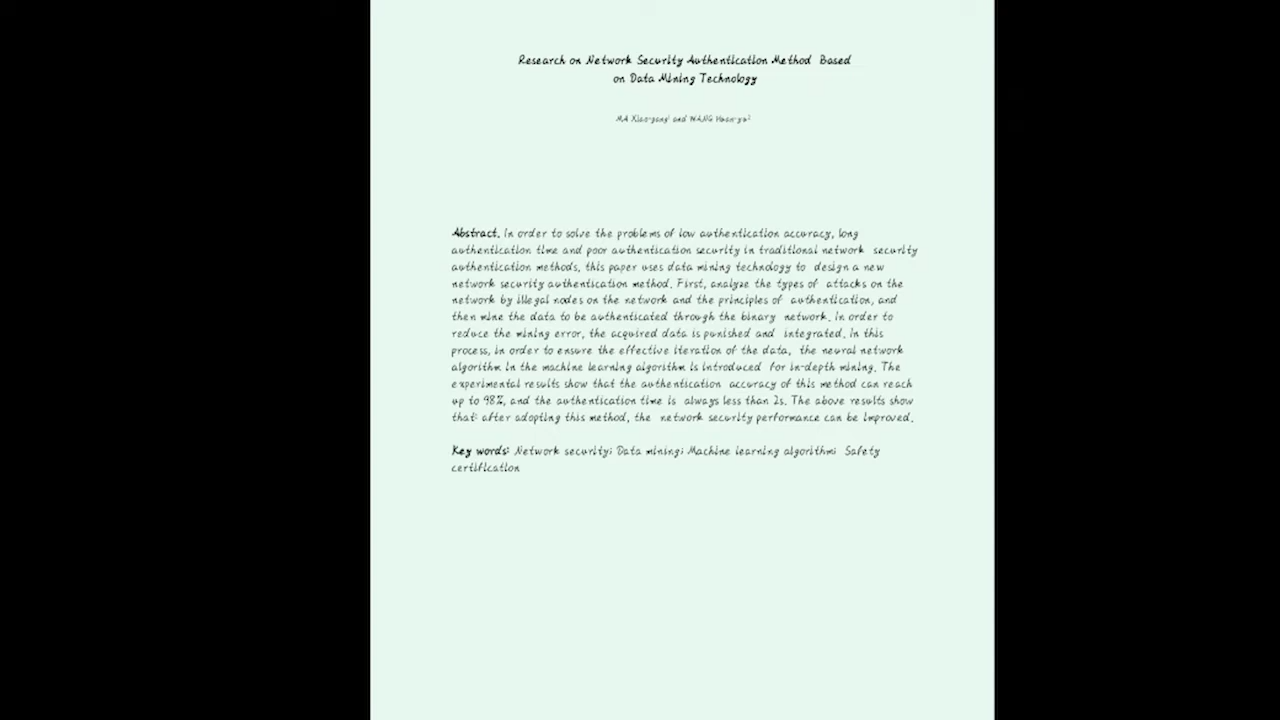 Research on Network Security Authentication Method Based
on Data Mining Technology
MA Xiao-gang¹ and WANG Huan-yu²
Abstract. In order to solve the problems of low authentication accuracy, long
authentication time and poor authentication security in traditional network security
authentication methods, this paper uses data mining technology to design a new
network security authentication method. First, analyze the types of attacks on the
network by illegal nodes on the network and the principles of authentication, and
then mine the data to be authenticated through the binary network. In order to
reduce the mining error, the acquired data is punished and integrated. In this
process, in order to ensure the effective iteration of the data, the neural network
algorithm in the machine learning algorithm is introduced for in-depth mining. The
experimental results show that the authentication accuracy of this method can reach
up to 98%, and the authentication time is always less than 2s. The above results show
that: after adopting this method, the network security performance can be improved.
Key words: Network security; Data mining; Machine learning algorithm; Safety
certification